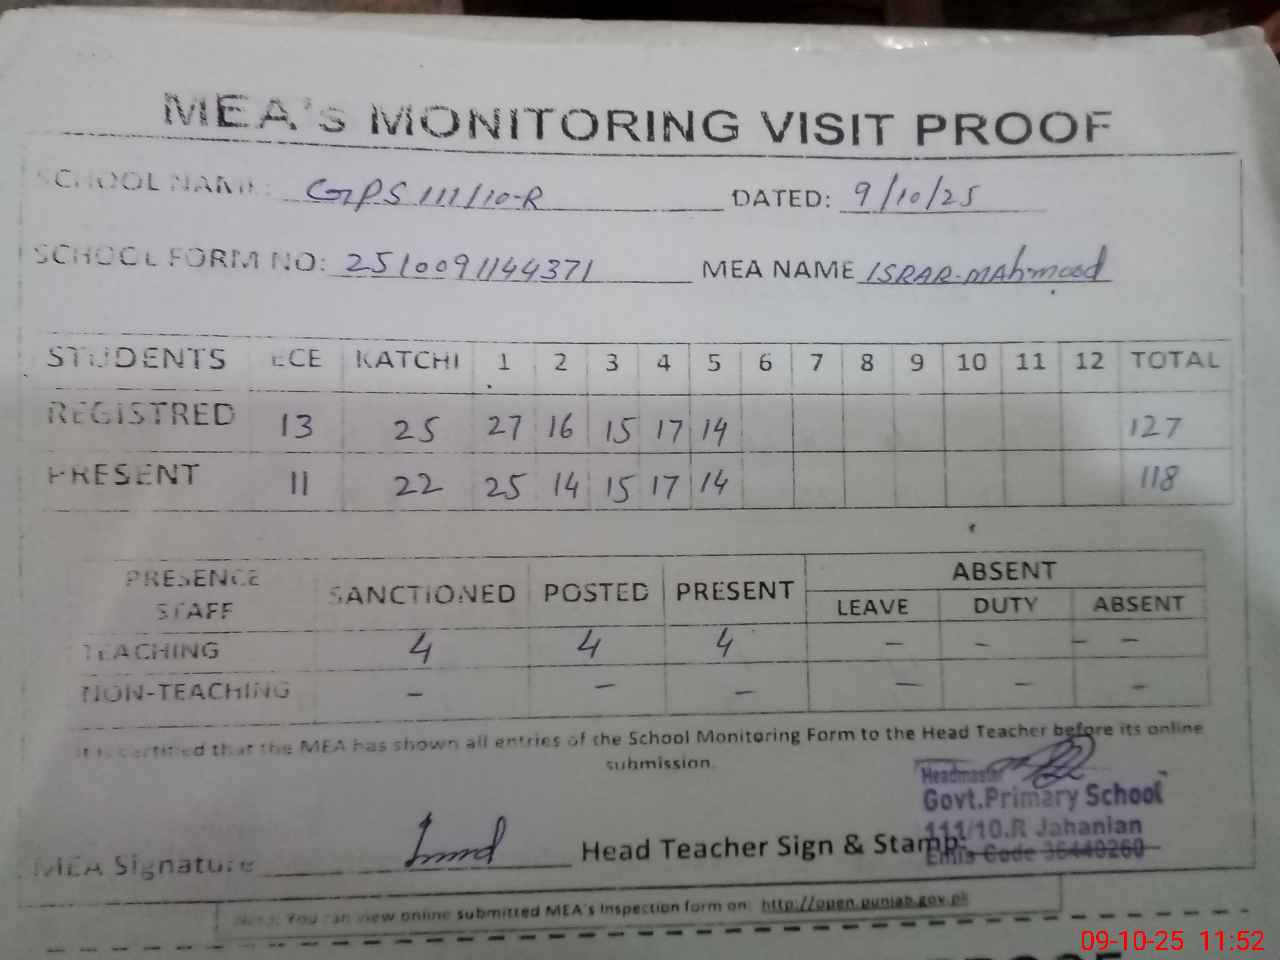 MEA'S MONITORING VISIT PROOF
SCHOOL NAME: GPS 111/10-R DATED: 9/10/25
SCHOOL FORM NO: 2510091144371 MEA NAME ISRAR-MAhmood
STUDENTS ECE KATCHI 1 2 3 4 5 6 7 8 9 10 11 12 TOTAL
REGISTRED 13 25 27 16 15 17 14 127
PRESENT 11 22 25 14 15 17 14 118
PRESENCE STAFF SANCTIONED POSTED PRESENT ABSENT
LEAVE DUTY ABSENT
TEACHING 4 4 4 – – – –
NON-TEACHING – – – – – –
It is certified that the MEA has shown all entries of the School Monitoring Form to the Head Teacher before its online
submission.
Headmaster
Govt.Primary School
111/10.R Jahanian
Emis Code 36440260
MEA Signature Head Teacher Sign & Stamp:
Note: You can view online submitted MEA's Inspection form on: http://open.punjab.gov.pk
09-10-25 11:52